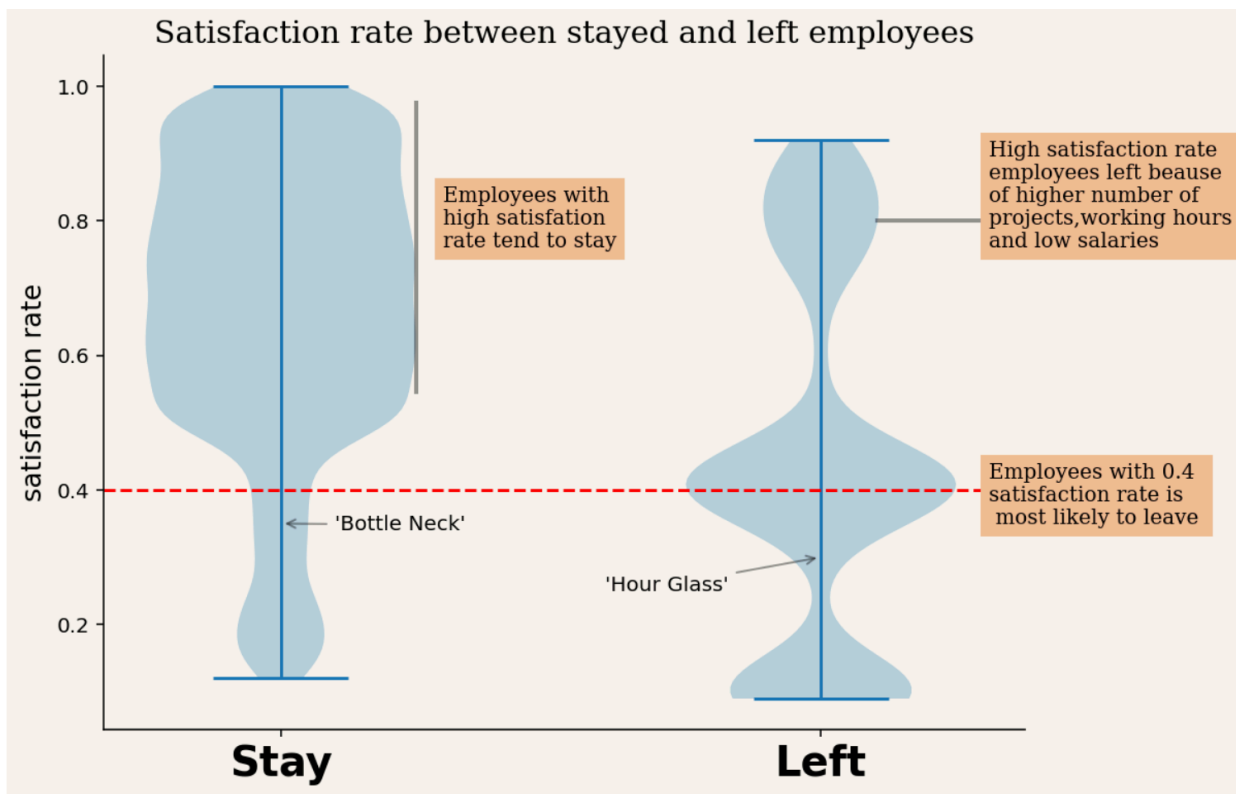 Satisfaction rate between stayed and left employees
satisfaction rate
1.0
0.8
0.6
0.4
0.2
Employees with
high satisfation
rate tend to stay
High satisfaction rate
employees left beause
of higher number of
projects,working hours
and low salaries
Employees with 0.4
satisfaction rate is
most likely to leave
'Bottle Neck'
'Hour Glass'
Stay
Left